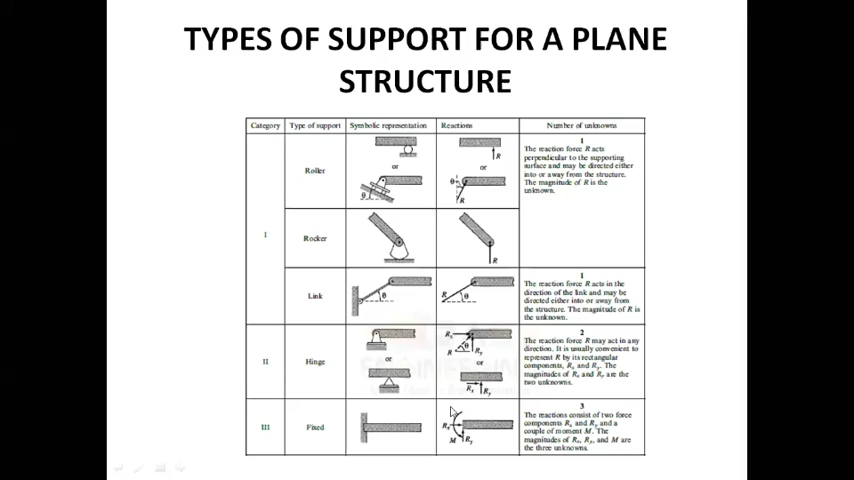 TYPES OF SUPPORT FOR A PLANE
STRUCTURE
Category Type of support Symbolic representation Reactions Number of unknowns
I
Roller
or
θ
R
or
θ
R
1
The reaction force R acts
perpendicular to the supporting
surface and may be directed either
into or away from the structure.
The magnitude of R is the
unknown.
Rocker
R
Link
θ
R
θ
1
The reaction force R acts in the
direction of the link and may be
directed either into or away from
the structure. The magnitude of R is
the unknown.
II
Hinge
or
Rx
θ
R
Ry
or
Rx
Ry
2
The reaction force R may act in any
direction. It is usually convenient to
represent R by its rectangular
components, Rx and Ry. The
magnitudes of Rx and Ry are the
two unknowns.
III
Fixed
Rx
M
Ry
3
The reactions consist of two force
components Rx and Ry and a
couple of moment M. The
magnitudes of Rx, Ry, and M are
the three unknowns.